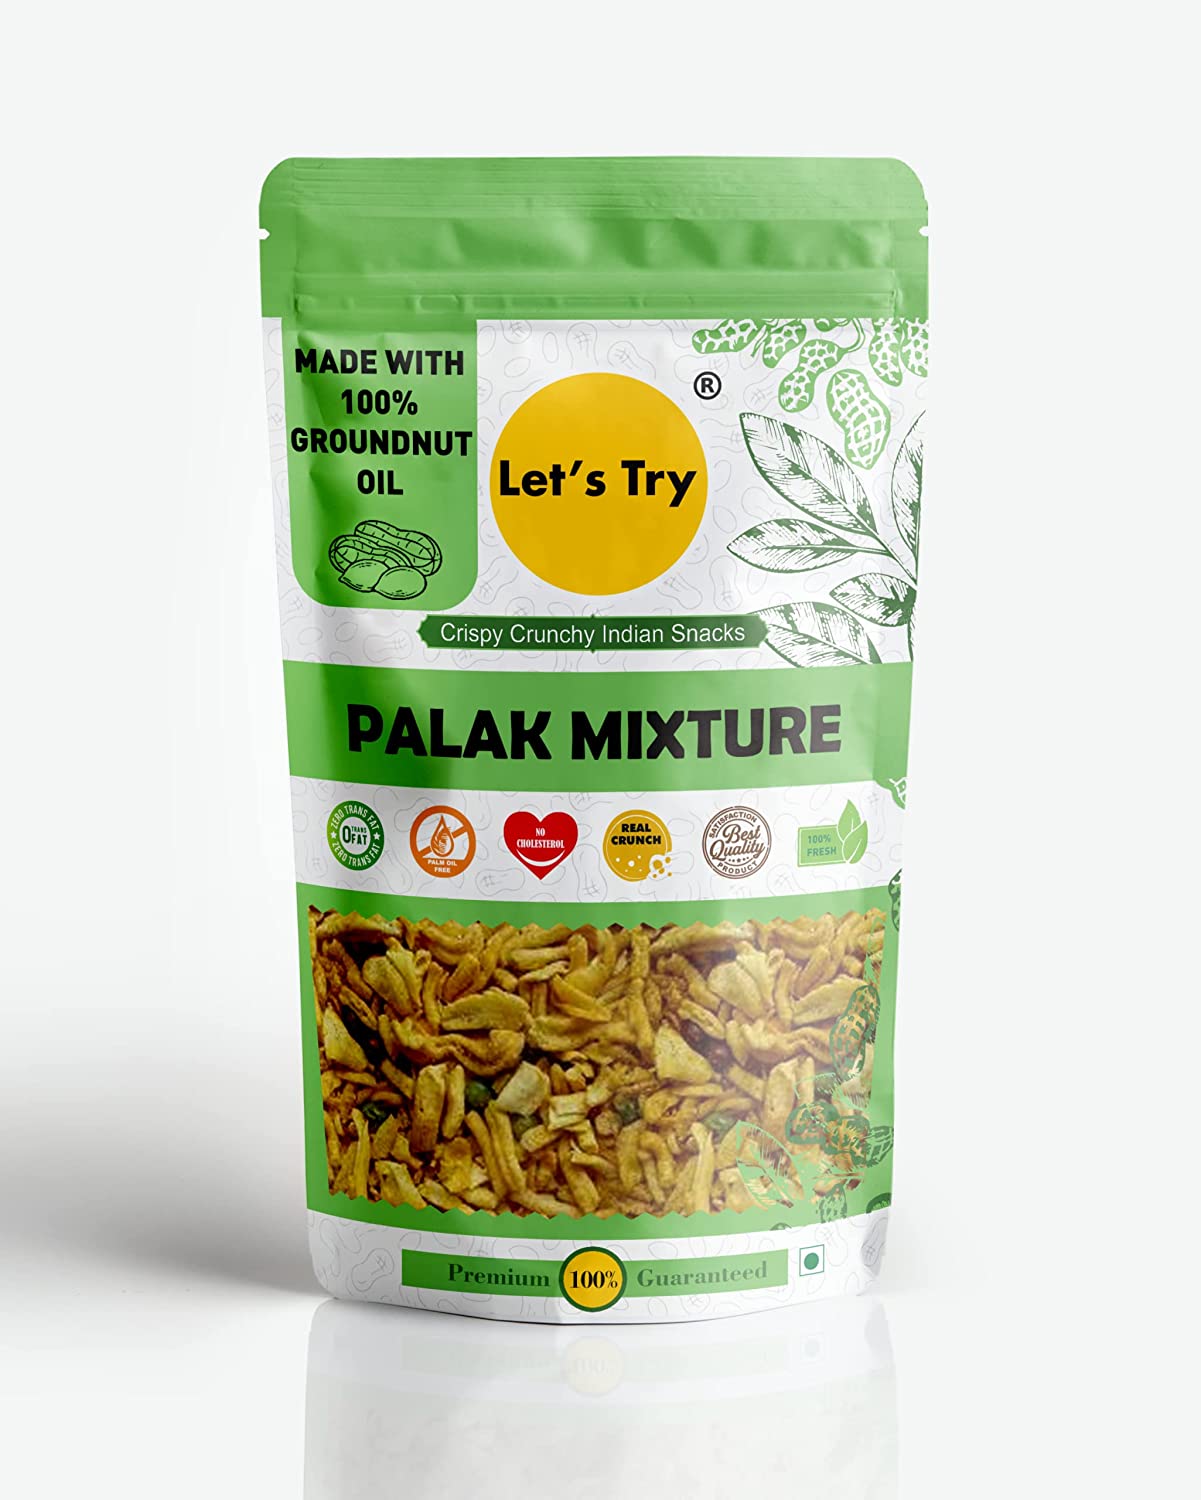 MADE WITH
100%
GROUNDNUT
OIL
Let's Try
®
Crispy Crunchy Indian Snacks
PALAK MIXTURE
ZERO TRANS FAT
0 TRANS
FAT
ZERO TRANS FAT
PALM OIL
FREE
NO
CHOLESTEROL
REAL
CRUNCH
SATISFACTION
Best
Quality
PRODUCT
100%
FRESH
Premium 100% Guaranteed